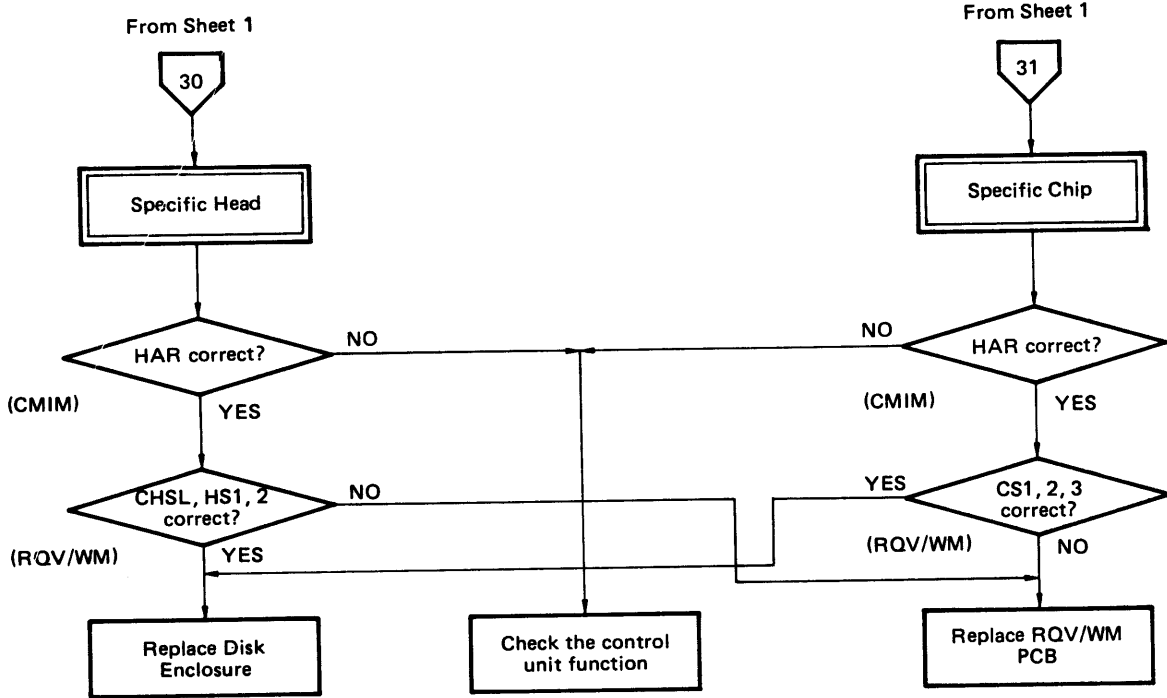 From Sheet 1
30
Specific Head
HAR correct?
NO
(CMIM)
YES
CHSL, HS1, 2
correct?
NO
(RQV/WM)
YES
Replace Disk
Enclosure
Check the control
unit function
From Sheet 1
31
Specific Chip
NO
HAR correct?
(CMIM)
YES
YES
CS1, 2, 3
correct?
(RQV/WM)
NO
Replace RQV/WM
PCB